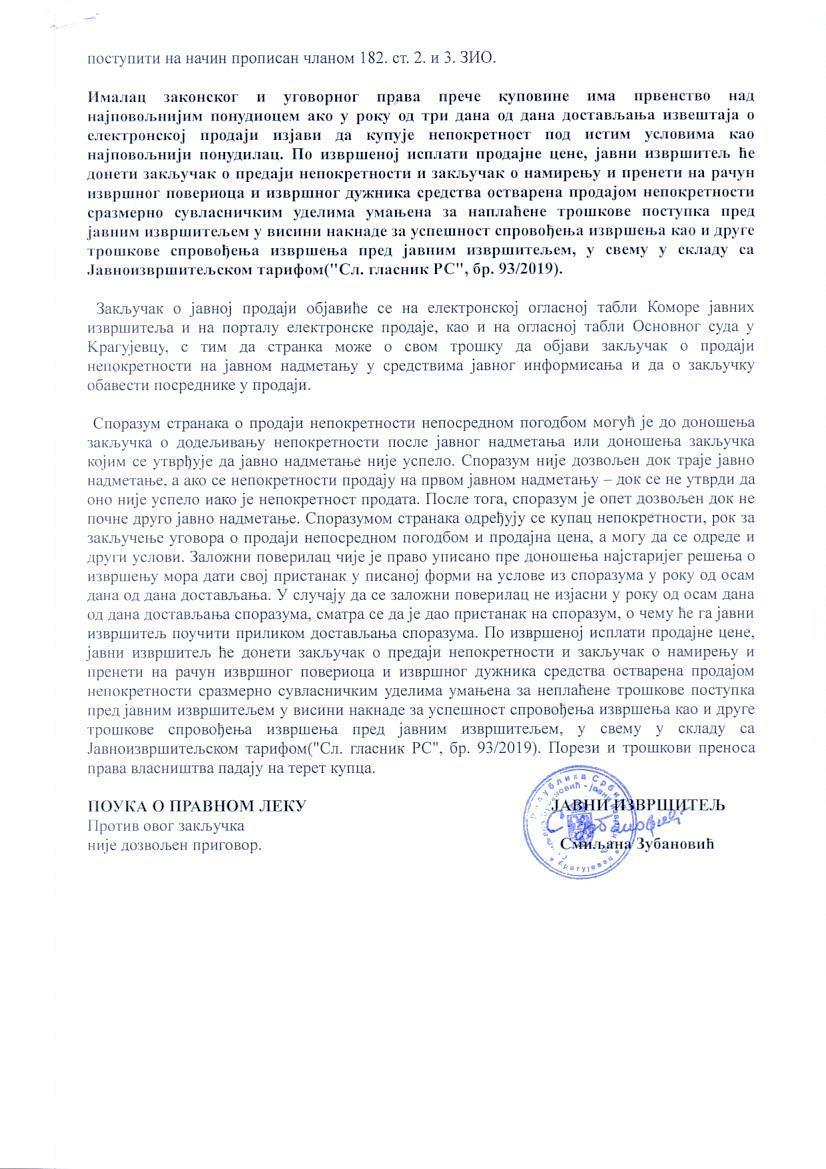 поступити на начин прописан чланом 182. ст. 2. и 3. ЗИО.
Ималац законског и уговорног права прече куповине има првенство над
најповољнијим понудиоцем ако у року од три дана од дана достављања извештаја о
електронској продаји изјави да купује непокретност под истим условима као
најповољнији понудилац. По извршеној исплати продајне цене, јавни извршитељ ће
донети закључак о предаји непокретности и закључак о намирењу и пренети на рачун
извршног повериоца и извршног дужника средства остварена продајом непокретности
сразмерно сувласничким уделима умањена за наплаћене трошкове поступка пред
јавним извршитељем у висини накнаде за успешност спровођења извршења као и друге
трошкове спровођења извршења пред јавним извршитељем, у свему у складу са
Јавноизвршитељском тарифом("Сл. гласник РС", бр. 93/2019).
Закључак о јавној продаји објавиће се на електронској огласној табли Коморе јавних
извршитеља и на порталу електронске продаје, као и на огласној табли Основног суда у
Крагујевцу, с тим да странка може о свом трошку да објави закључак о продаји
непокретности на јавном надметању у средствима јавног информисања и да о закључку
обавести посреднике у продаји.
Споразум странака о продаји непокретности непосредном погодбом могућ је до доношења
закључка о додељивању непокретности после јавног надметања или доношења закључка
којим се утврђује да јавно надметање није успело. Споразум није дозвољен док траје јавно
надметање, а ако се непокретности продају на првом јавном надметању – док се не утврди да
оно није успело иако је непокретност продата. После тога, споразум је опет дозвољен док не
почне друго јавно надметање. Споразумом странака одређују се купац непокретности, рок за
закључење уговора о продаји непосредном погодбом и продајна цена, а могу да се одреде и
други услови. Заложни поверилац чије је право уписано пре доношења најстаријег решења о
извршењу мора дати свој пристанак у писаној форми на услове из споразума у року од осам
дана од дана достављања. У случају да се заложни поверилац не изјасни у року од осам дана
од дана достављања споразума, сматра се да је дао пристанак на споразум, о чему ће га јавни
извршитељ поучити приликом достављања споразума. По извршеној исплати продајне цене,
јавни извршитељ ће донети закључак о предаји непокретности и закључак о намирењу и
пренети на рачун извршног повериоца и извршног дужника средства остварена продајом
непокретности сразмерно сувласничким уделима умањена за неплаћене трошкове поступка
пред јавним извршитељем у висини накнаде за успешност спровођења извршења као и друге
трошкове спровођења извршења пред јавним извршитељем, у свему у складу са
Јавноизвршитељском тарифом("Сл. гласник РС", бр. 93/2019). Порези и трошкови преноса
права власништва падају на терет купца.
ПОУКА О ПРАВНОМ ЛЕКУ
Против овог закључка
није дозвољен приговор.
ЈАВНИ ИЗВРШИТЕЉ
Смиљана Зубановић